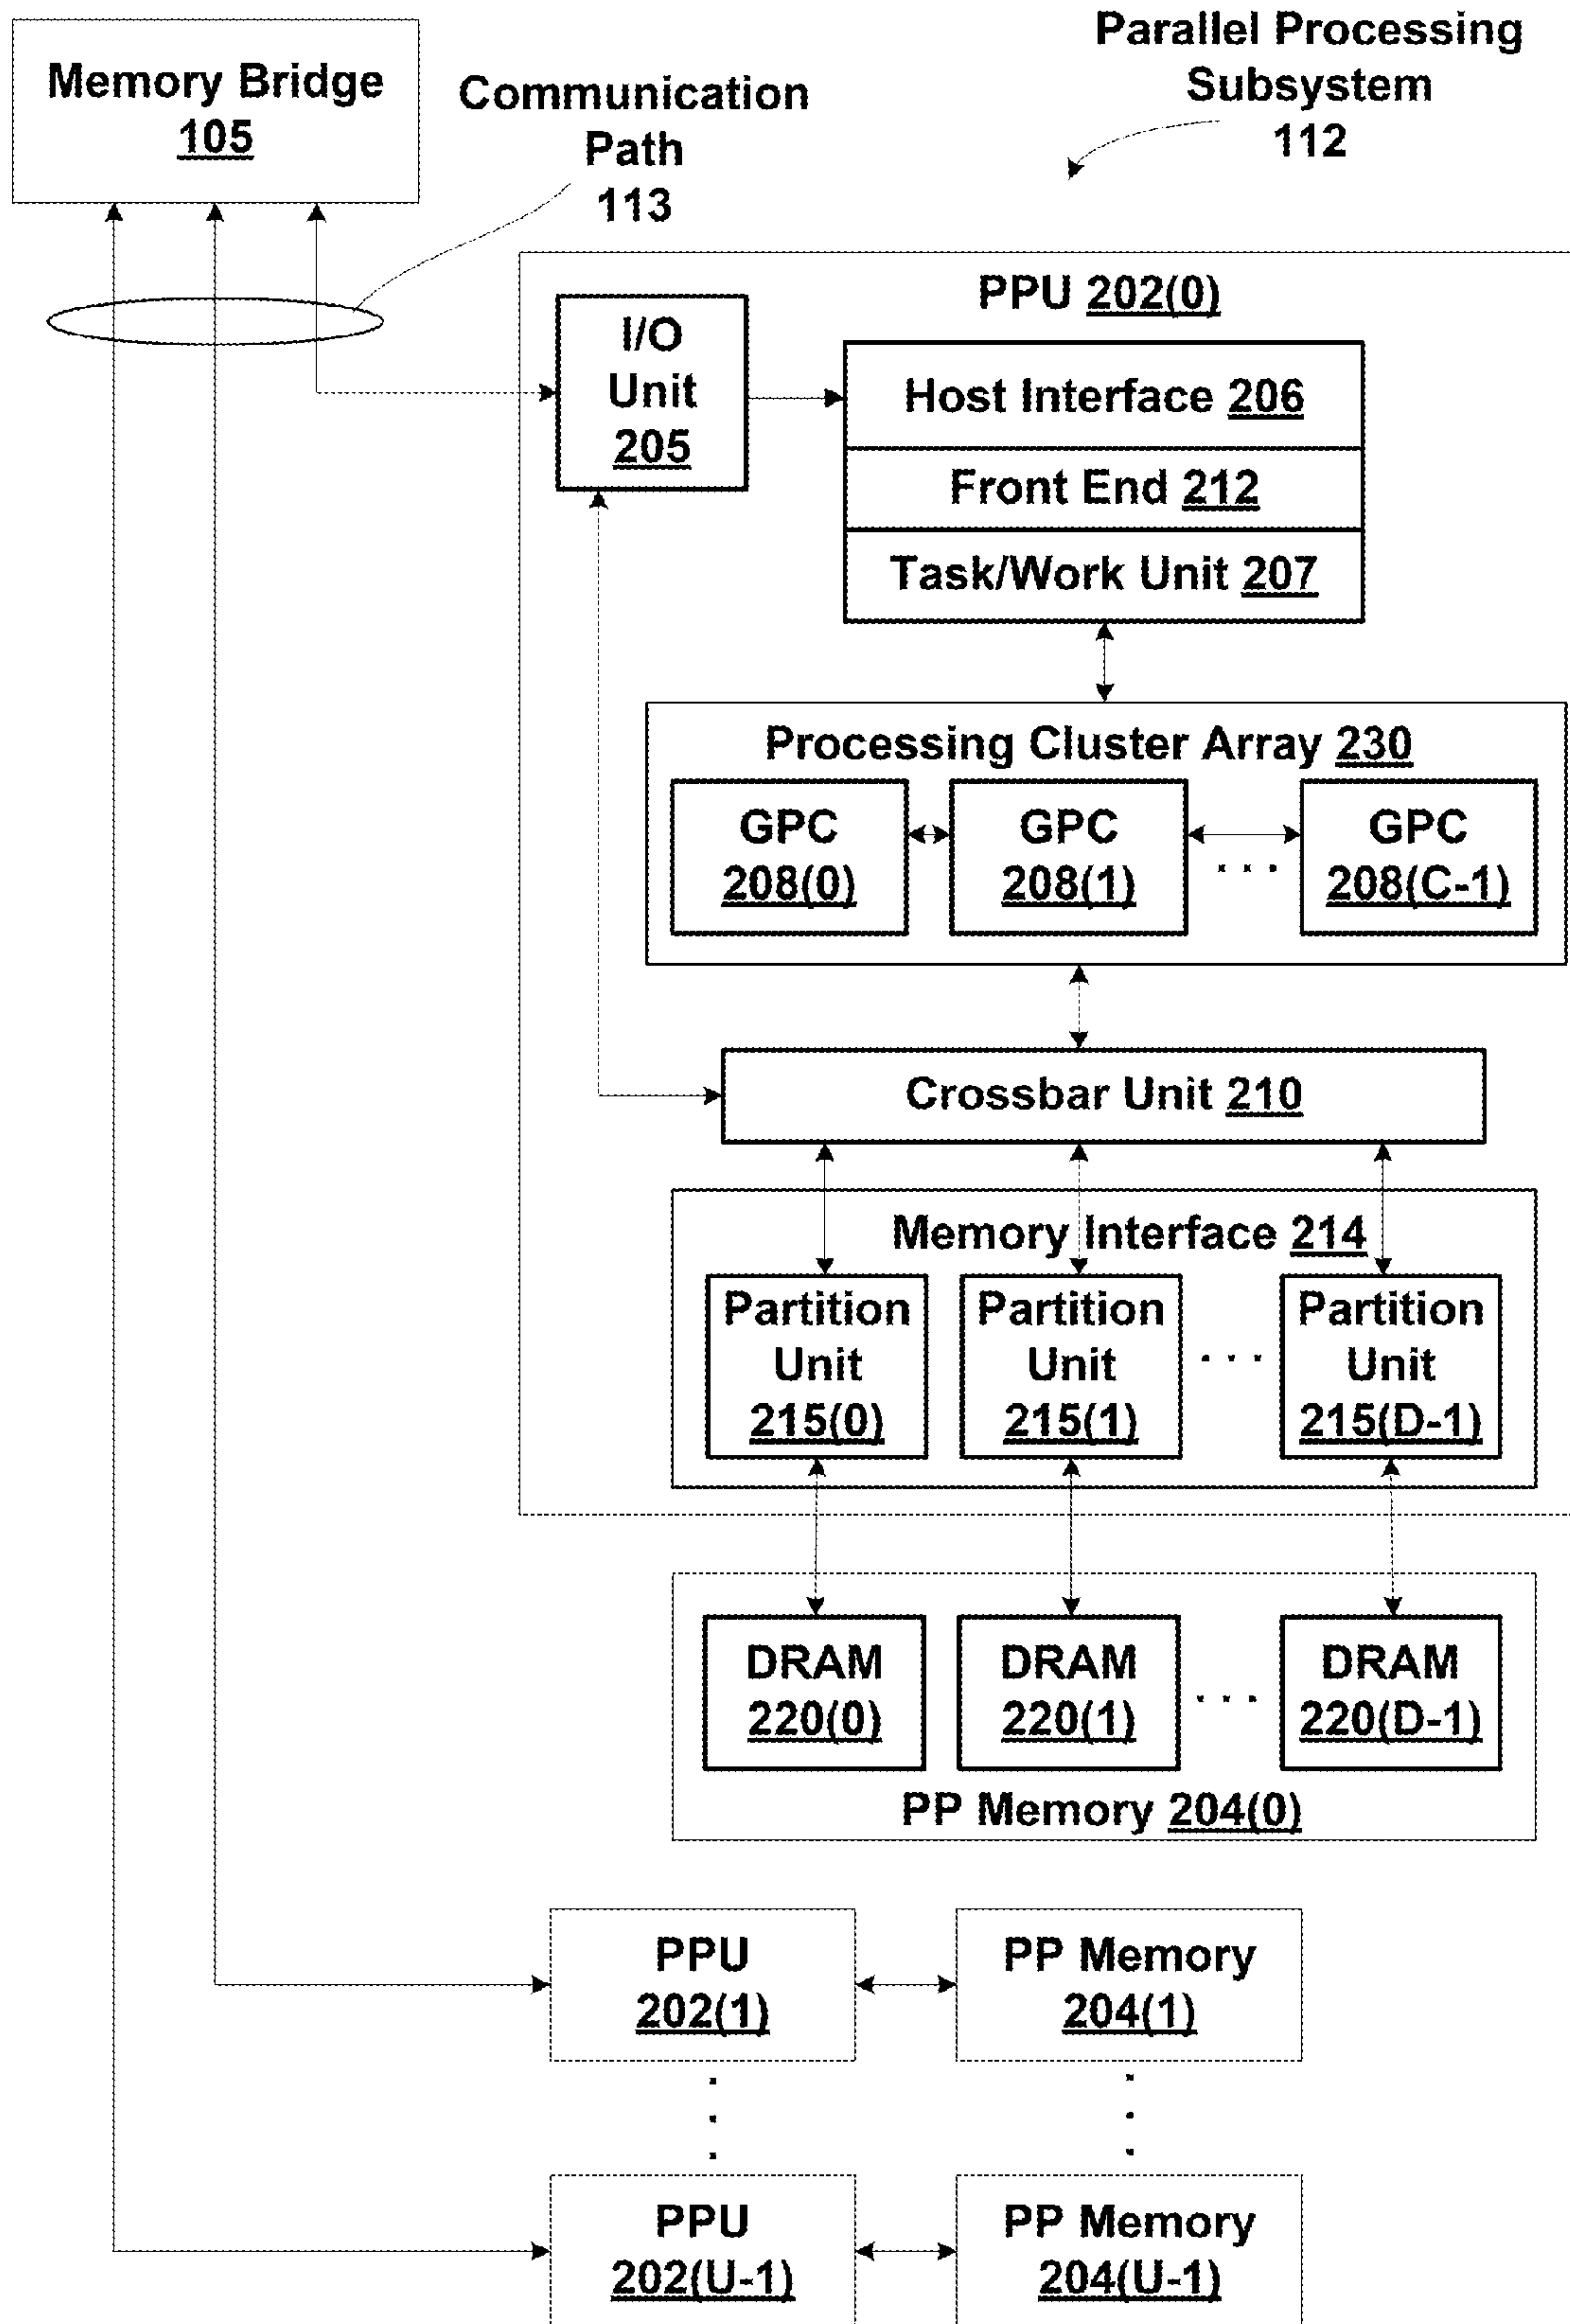 Memory Bridge
105
Communication
Path
113
Parallel Processing
Subsystem
112
PPU 202(0)
I/O
Unit
205
Host Interface 206
Front End 212
Task/Work Unit 207
Processing Cluster Array 230
GPC
208(0)
GPC
208(1)
. . .
GPC
208(C-1)
Crossbar Unit 210
Memory Interface 214
Partition
Unit
215(0)
Partition
Unit
215(1)
. . .
Partition
Unit
215(D-1)
DRAM
220(0)
DRAM
220(1)
. . .
DRAM
220(D-1)
PP Memory 204(0)
PPU
202(1)
PP Memory
204(1)
PPU
202(U-1)
PP Memory
204(U-1)